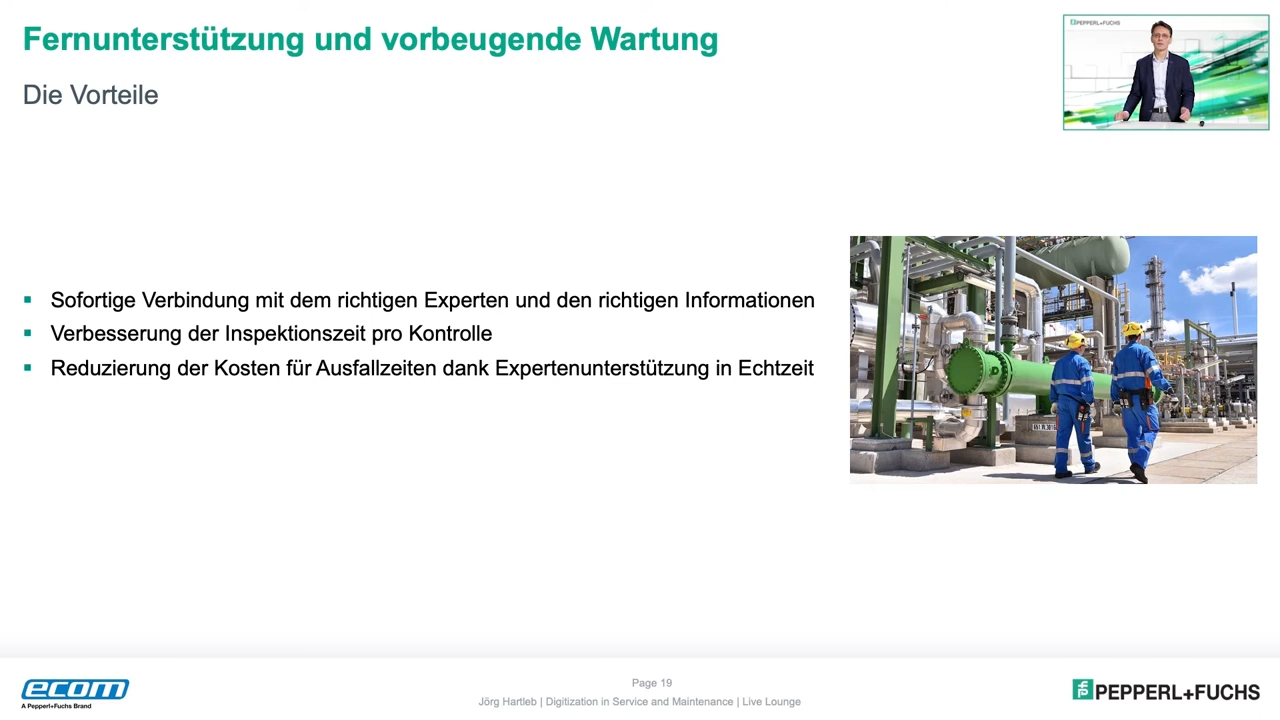 Fernunterstützung und vorbeugende Wartung
PEPPERL+FUCHS
Die Vorteile
▪ Sofortige Verbindung mit dem richtigen Experten und den richtigen Informationen
▪ Verbesserung der Inspektionszeit pro Kontrolle
▪ Reduzierung der Kosten für Ausfallzeiten dank Expertenunterstützung in Echtzeit
ecom
A Pepperl+Fuchs Brand
Page 19
Jörg Hartleb | Digitization in Service and Maintenance | Live Lounge
PEPPERL+FUCHS